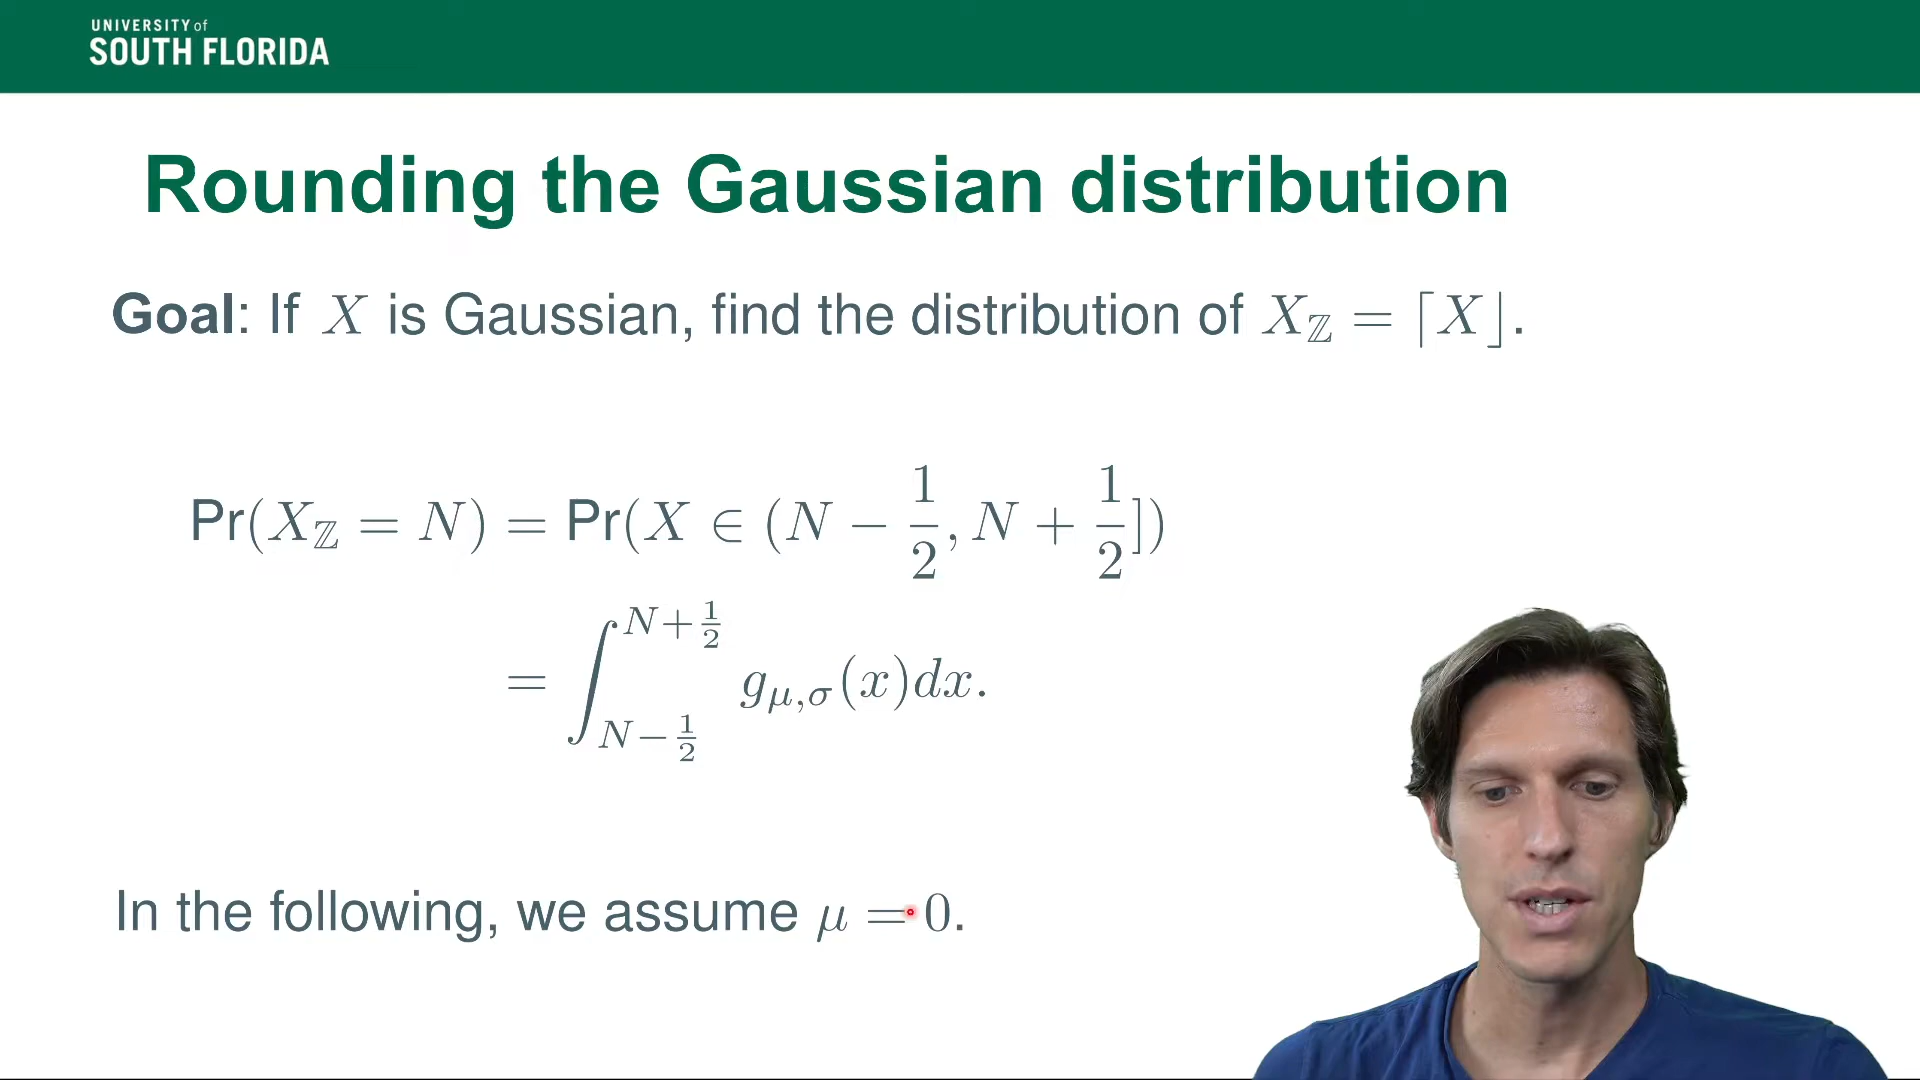 UNIVERSITY of
SOUTH FLORIDA
Rounding the Gaussian distribution
Goal: If X is Gaussian, find the distribution of X_ℤ = ⌈X⌋.
Pr(X_ℤ = N) = Pr(X ∈ (N − 1/2, N + 1/2])
= ∫_{N−1/2}^{N+1/2} g_{μ,σ}(x)dx.
In the following, we assume μ = 0.